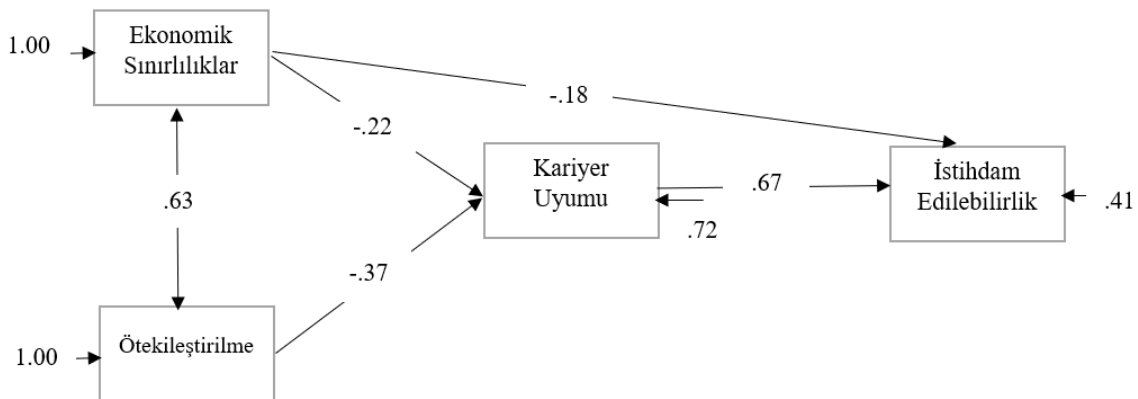 1.00
Ekonomik
Sınırlılıklar
-.18
-.22
Kariyer
Uyumu
.67
İstihdam
Edilebilirlik
.41
.63
.72
-.37
1.00
Ötekileştirilme